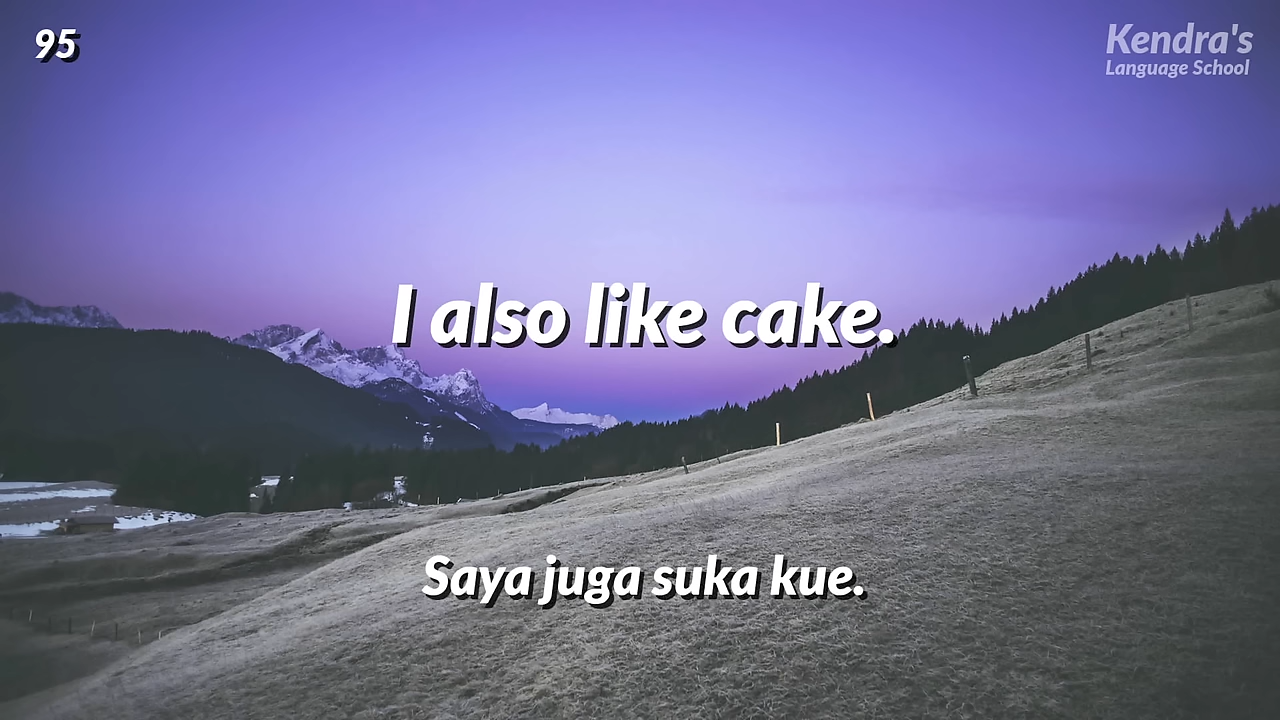 95
Kendra's
Language School
I also like cake.
Saya juga suka kue.